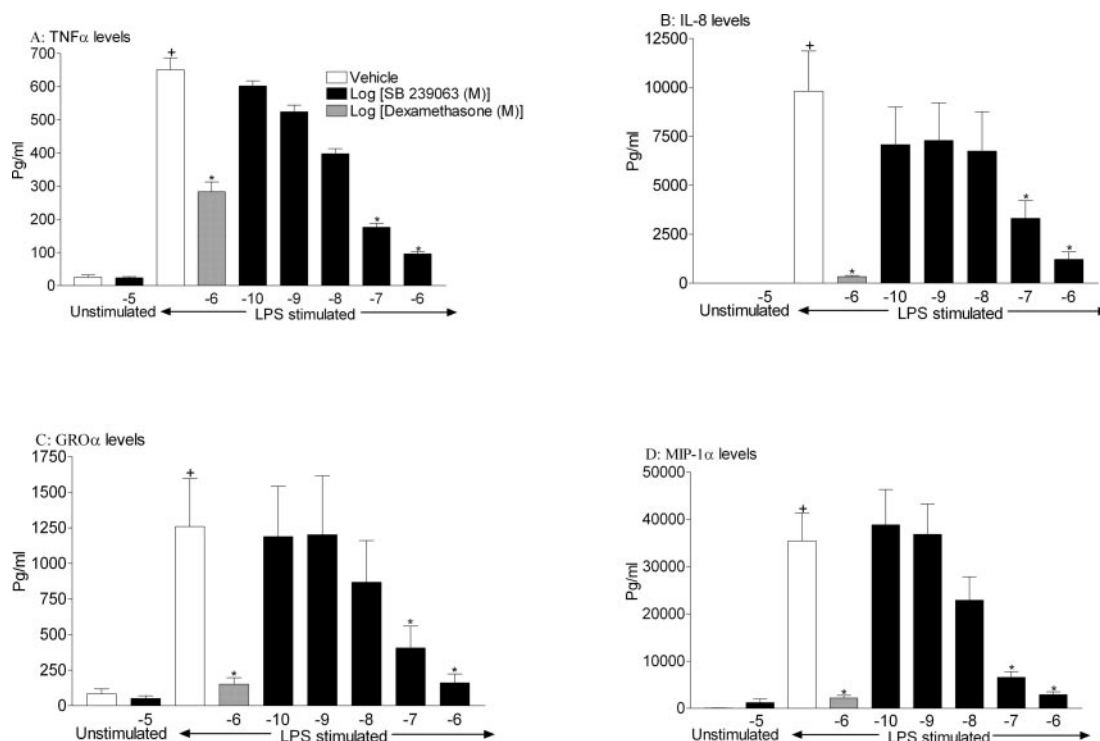 A: TNFα levels
700
600
500
400
300
200
100
0
Pg/ml
+
*
*
*
Vehicle
Log [SB 239063 (M)]
Log [Dexamethasone (M)]
-5 -6 -10 -9 -8 -7 -6
Unstimulated LPS stimulated
B: IL-8 levels
12500
10000
7500
5000
2500
0
Pg/ml
+
*
*
*
-5 -6 -10 -9 -8 -7 -6
Unstimulated LPS stimulated
C: GROα levels
1750
1500
1250
1000
750
500
250
0
Pg/ml
+
*
*
*
-5 -6 -10 -9 -8 -7 -6
Unstimulated LPS stimulated
D: MIP-1α levels
50000
40000
30000
20000
10000
0
Pg/ml
+
*
*
*
-5 -6 -10 -9 -8 -7 -6
Unstimulated LPS stimulated